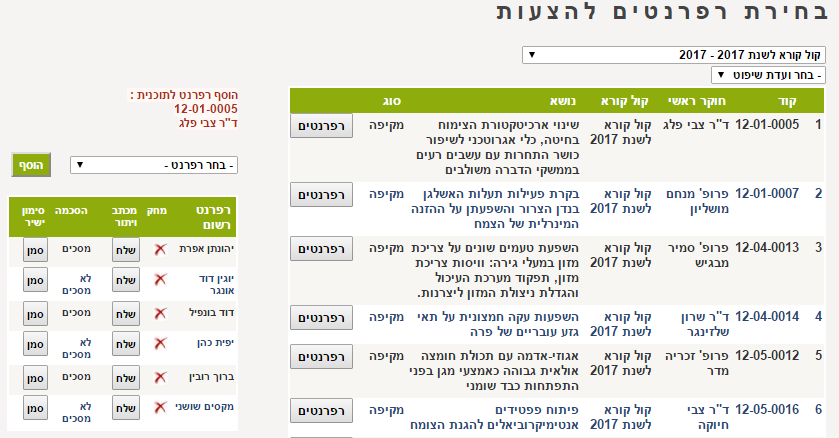 בחירת רפרנטים להצעות
קול קורא לשנת 2017 - 2017
- בחר ועדת שיפוט -
קוד חוקר ראשי קול קורא נושא סוג
1 12-01-0005 ד"ר צבי פלג קול קורא שינוי ארכיטקטורת הצימוח מקיפה רפרנטים
לשנת בחיטה, כלי אגרוטכני לשיפור
2017 כושר התחרות עם עשבים רעים
בממשקי הדברה משולבים
2 12-01-0007 פרופ' מנחם קול קורא בקרת פעילות תעלות האשלגן מקיפה רפרנטים
מושליון לשנת בנדן הצרור והשפעתן על ההזנה
2017 המינרלית של הצמח
3 12-04-0013 פרופ' סמיר קול קורא השפעת טעמים שונים על צריכת מקיפה רפרנטים
מבגיש לשנת מזון במעלי גירה: וויסות צריכת
2017 מזון, תפקוד מערכת העיכול
והגדלת ניצולת המזון ליצרנות.
4 12-04-0014 ד"ר שרון קול קורא השפעות עקה חמצונית על תאי מקיפה רפרנטים
שלזינגר לשנת גזע עובריים של פרה
2017
5 12-05-0012 פרופ' זכריה קול קורא אגוזי-אדמה עם תכולת חומצה מקיפה רפרנטים
מדר לשנת אולאית גבוהה כאמצעי מגן בפני
2017 התפתחות כבד שומני
6 12-05-0016 ד"ר צבי קול קורא פיתוח פפטידים מקיפה רפרנטים
חיוקה לשנת אנטימיקרוביאלים להגנת הצומח
2017
הוסף רפרנט לתוכנית :
12-01-0005
ד"ר צבי פלג
- בחר רפרנט -
הוסף
רפרנט מחק מכתב הסכמה סימון
רשום ויתור ישיר
יהונתן אפרת שלח מסכים סמן
יוגין דוד שלח לא סמן
אונגר מסכים
דוד בונפיל שלח מסכים סמן
יפית כהן שלח לא סמן
מסכים
ברוך רובין שלח מסכים סמן
מקסים שושני שלח לא סמן
מסכים